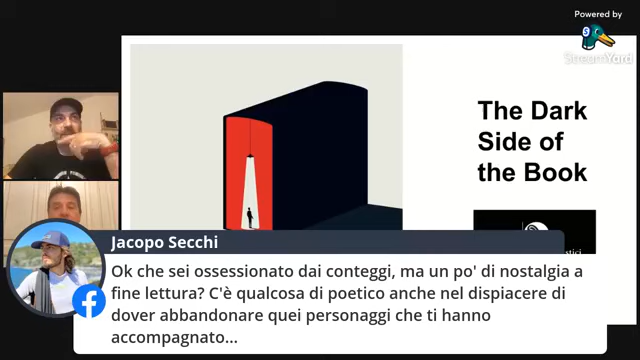 Powered by
StreamYard
The Dark
Side of
the Book
Jacopo Secchi
Ok che sei ossessionato dai conteggi, ma un po' di nostalgia a
fine lettura? C'è qualcosa di poetico anche nel dispiacere di
dover abbandonare quei personaggi che ti hanno
accompagnato...